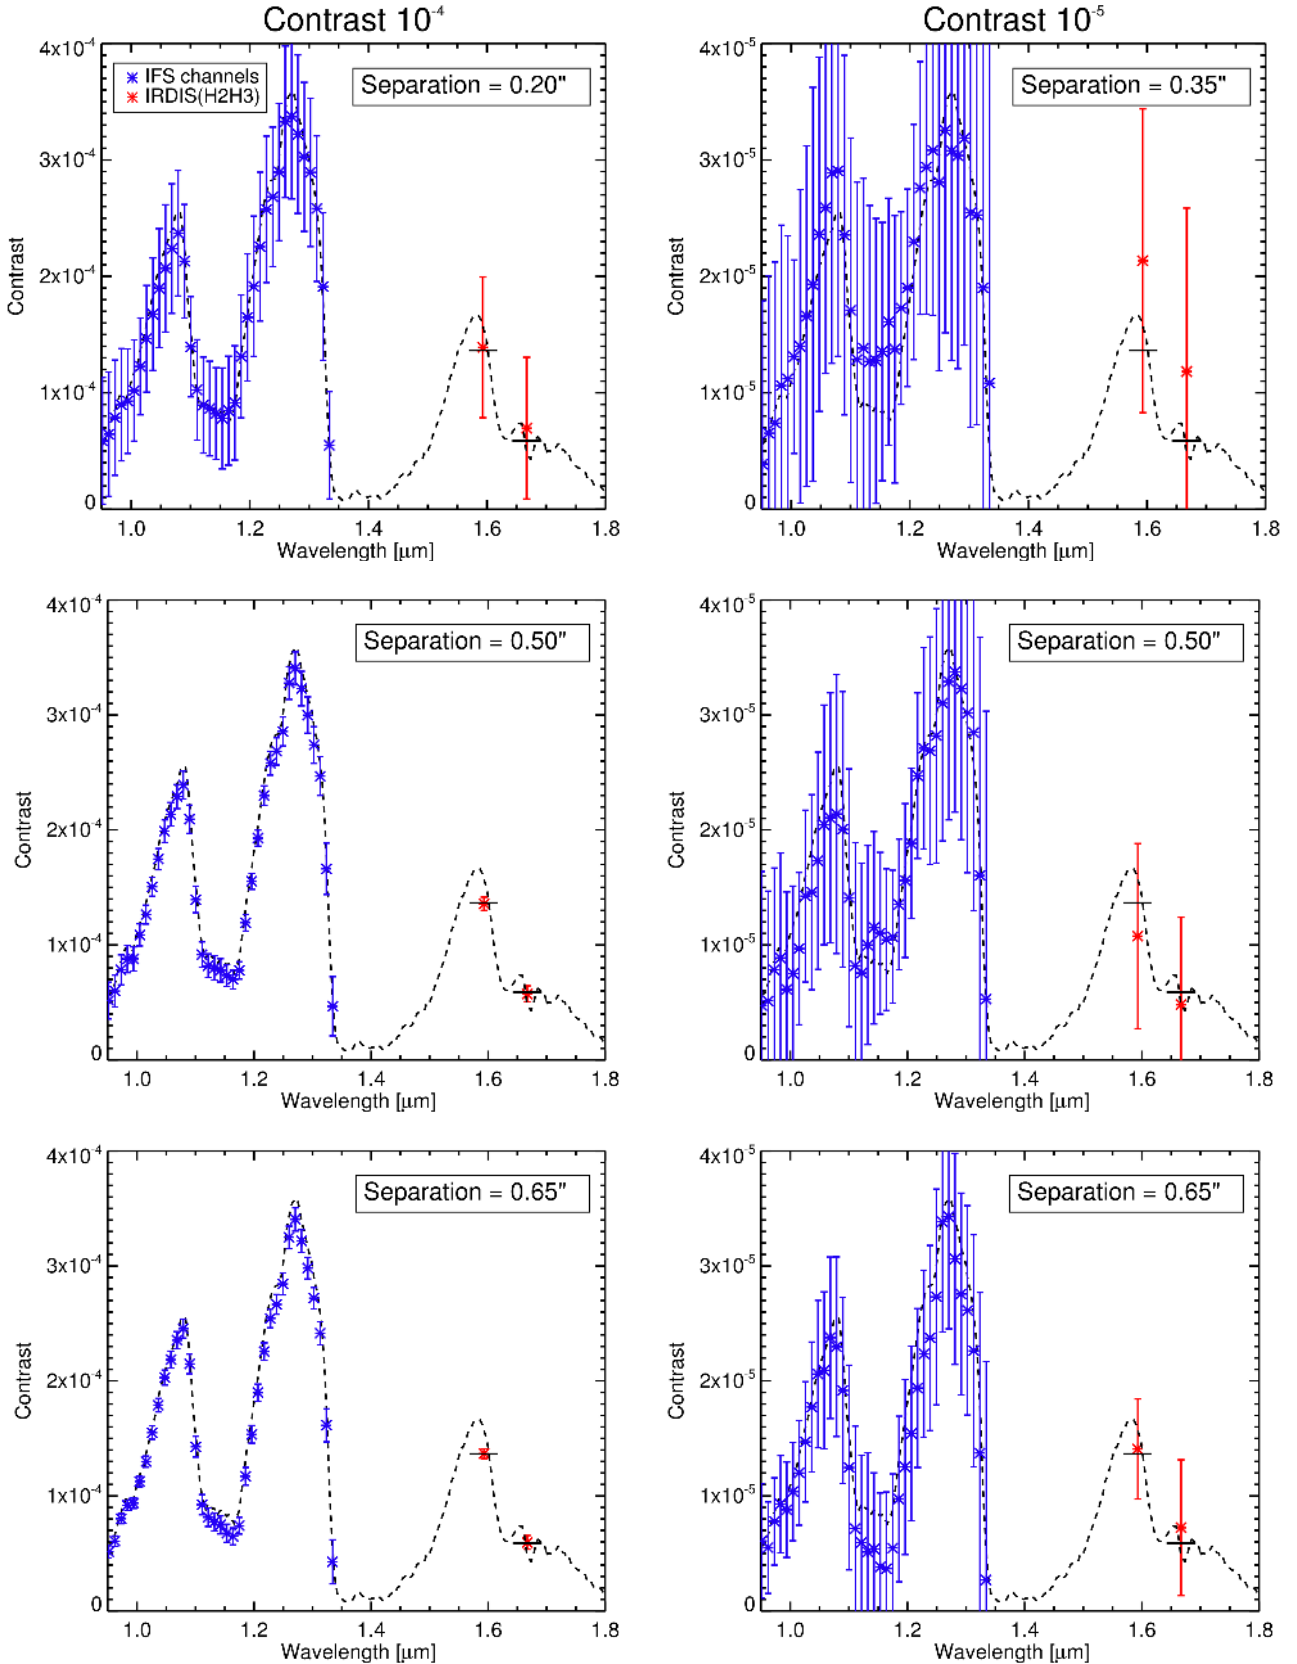 Contrast 10⁻⁴
Contrast 10⁻⁵
4x10⁻⁴
3x10⁻⁴
2x10⁻⁴
1x10⁻⁴
0
Contrast
IFS channels
IRDIS(H2H3)
Separation = 0.20"
1.0 1.2 1.4 1.6 1.8
Wavelength [μm]
4x10⁻⁵
3x10⁻⁵
2x10⁻⁵
1x10⁻⁵
0
Contrast
Separation = 0.35"
1.0 1.2 1.4 1.6 1.8
Wavelength [μm]
4x10⁻⁴
3x10⁻⁴
2x10⁻⁴
1x10⁻⁴
0
Contrast
Separation = 0.50"
1.0 1.2 1.4 1.6 1.8
Wavelength [μm]
4x10⁻⁵
3x10⁻⁵
2x10⁻⁵
1x10⁻⁵
0
Contrast
Separation = 0.50"
1.0 1.2 1.4 1.6 1.8
Wavelength [μm]
4x10⁻⁴
3x10⁻⁴
2x10⁻⁴
1x10⁻⁴
0
Contrast
Separation = 0.65"
1.0 1.2 1.4 1.6 1.8
Wavelength [μm]
4x10⁻⁵
3x10⁻⁵
2x10⁻⁵
1x10⁻⁵
0
Contrast
Separation = 0.65"
1.0 1.2 1.4 1.6 1.8
Wavelength [μm]